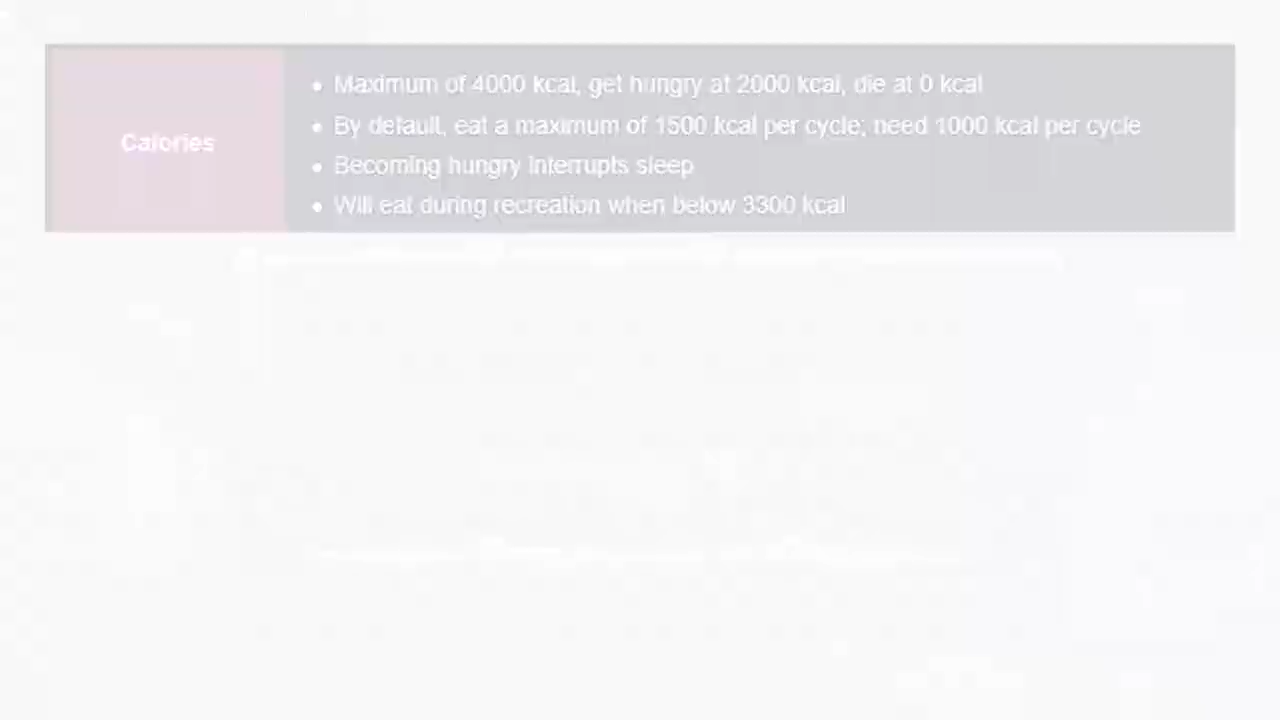 Calories
Maximum of 4000 kcal, get hungry at 2000 kcal, die at 0 kcal
By default, eat a maximum of 1500 kcal per cycle; need 1000 kcal per cycle
Becoming hungry interrupts sleep
Will eat during recreation when below 3300 kcal